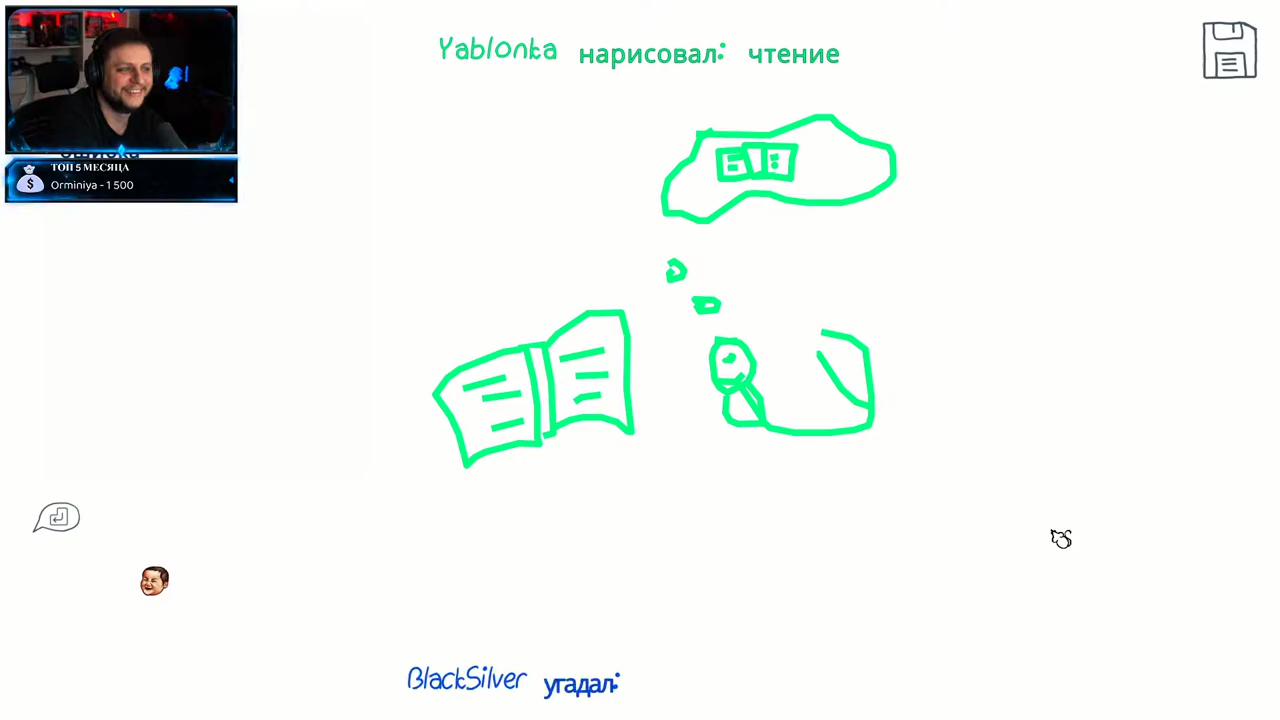 Yablonka нарисовал: чтение
ТОП 5 МЕСЯЦА
Orminiya - 1 500
BlackSilver угадал: